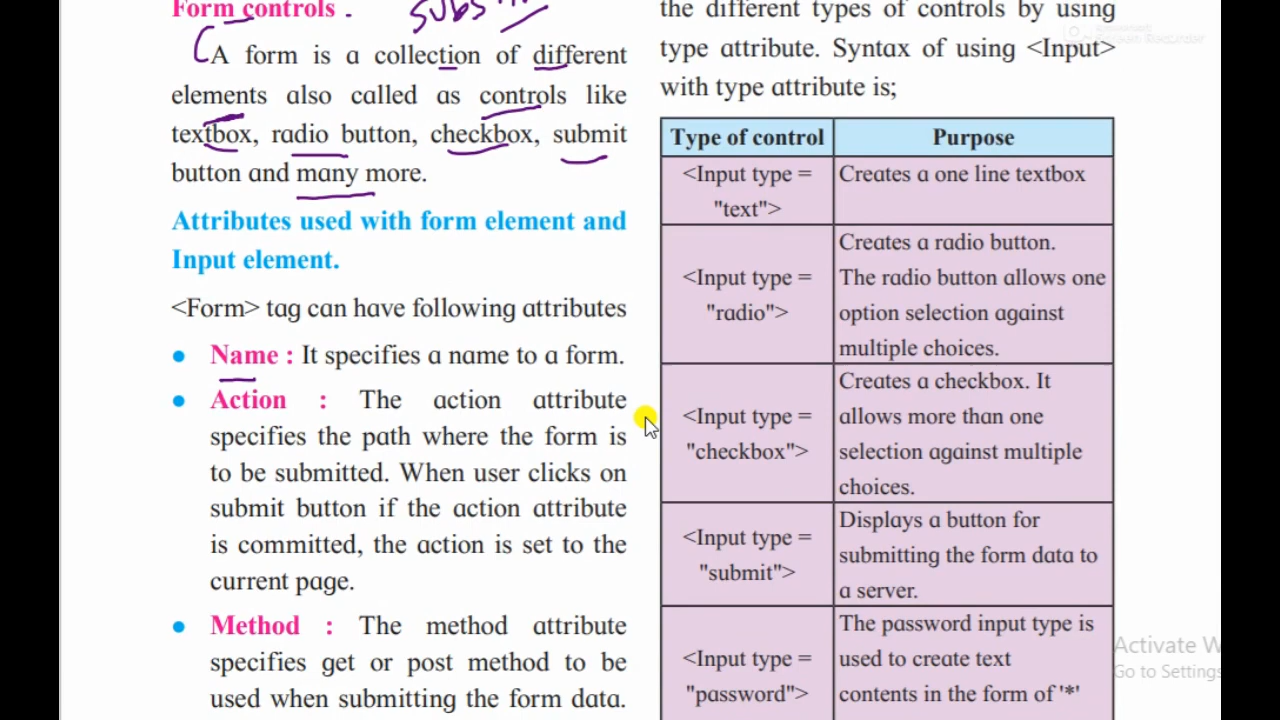 Form controls .
subm
A form is a collection of different
elements also called as controls like
textbox, radio button, checkbox, submit
button and many more.
Attributes used with form element and
Input element.
<Form> tag can have following attributes
● Name : It specifies a name to a form.
● Action : The action attribute
specifies the path where the form is
to be submitted. When user clicks on
submit button if the action attribute
is committed, the action is set to the
current page.
● Method : The method attribute
specifies get or post method to be
used when submitting the form data.
the different types of controls by using
type attribute. Syntax of using <Input>
with type attribute is;
Type of control Purpose
<Input type =
"text">
Creates a one line textbox
<Input type =
"radio">
Creates a radio button.
The radio button allows one
option selection against
multiple choices.
<Input type =
"checkbox">
Creates a checkbox. It
allows more than one
selection against multiple
choices.
<Input type =
"submit">
Displays a button for
submitting the form data to
a server.
<Input type =
"password">
The password input type is
used to create text
contents in the form of '*'
Screen Recorder
Activate W
Go to Settings